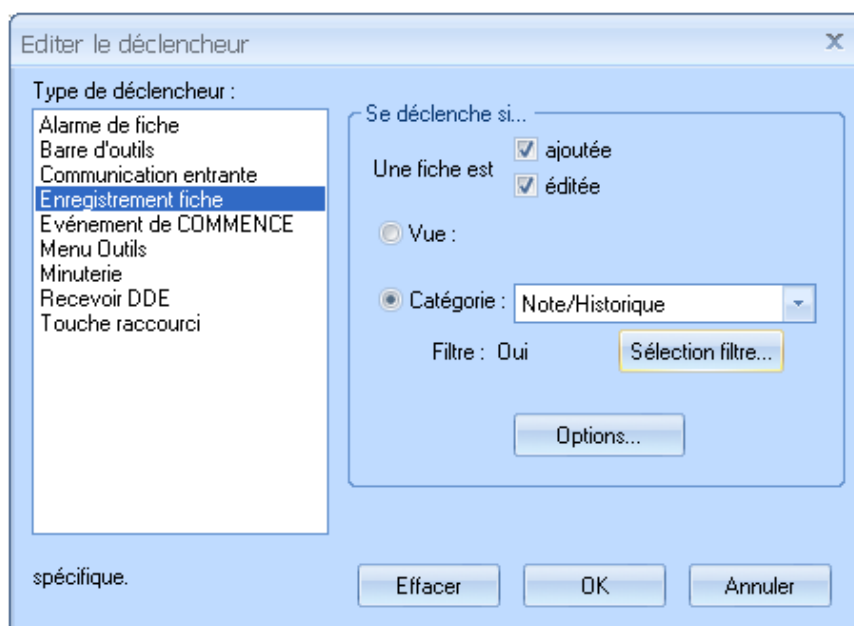 Editer le déclencheur
Type de déclencheur :
Alarme de fiche
Barre d'outils
Communication entrante
Enregistrement fiche
Evénement de COMMENCE
Menu Outils
Minuterie
Recevoir DDE
Touche raccourci
Se déclenche si...
Une fiche est
ajoutée
éditée
Vue :
Catégorie : Note/Historique
Filtre : Oui Sélection filtre...
Options...
spécifique.
Effacer OK Annuler